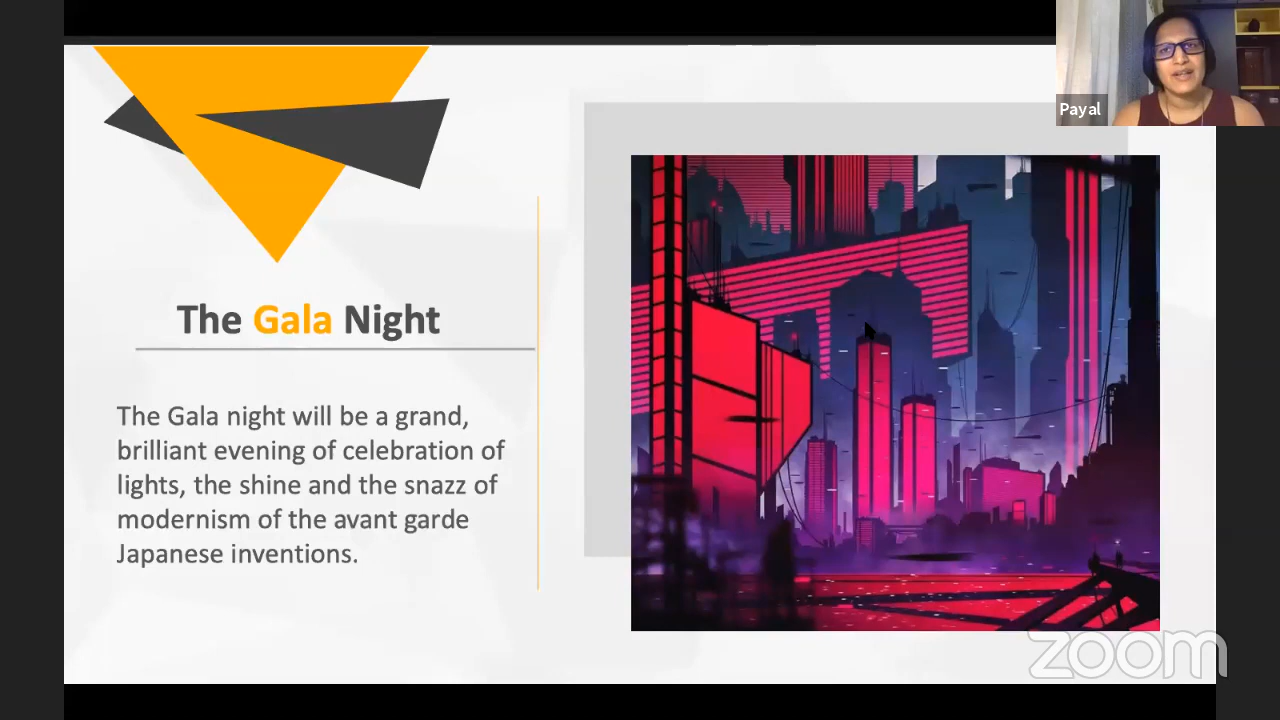 Payal
The Gala Night
The Gala night will be a grand,
brilliant evening of celebration of
lights, the shine and the snazz of
modernism of the avant garde
Japanese inventions.
zoom